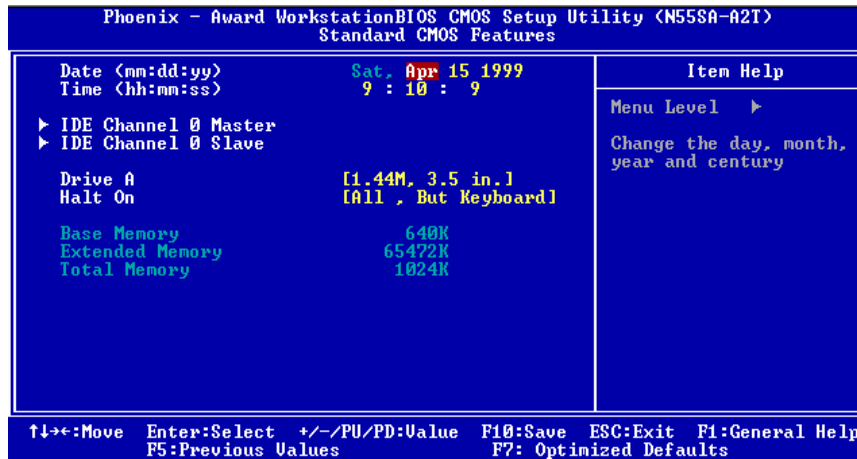 Phoenix - Award WorkstationBIOS CMOS Setup Utility (N55SA-A2T)
Standard CMOS Features
Date (mm:dd:yy) Sat, Apr 15 1999
Time (hh:mm:ss) 9 : 10 : 9
▶ IDE Channel 0 Master
▶ IDE Channel 0 Slave
Drive A [1.44M, 3.5 in.]
Halt On [All , But Keyboard]
Base Memory 640K
Extended Memory 65472K
Total Memory 1024K
Item Help
Menu Level ▶
Change the day, month,
year and century
↑↓→←:Move Enter:Select +/-/PU/PD:Value F10:Save ESC:Exit F1:General Help
F5:Previous Values F7: Optimized Defaults